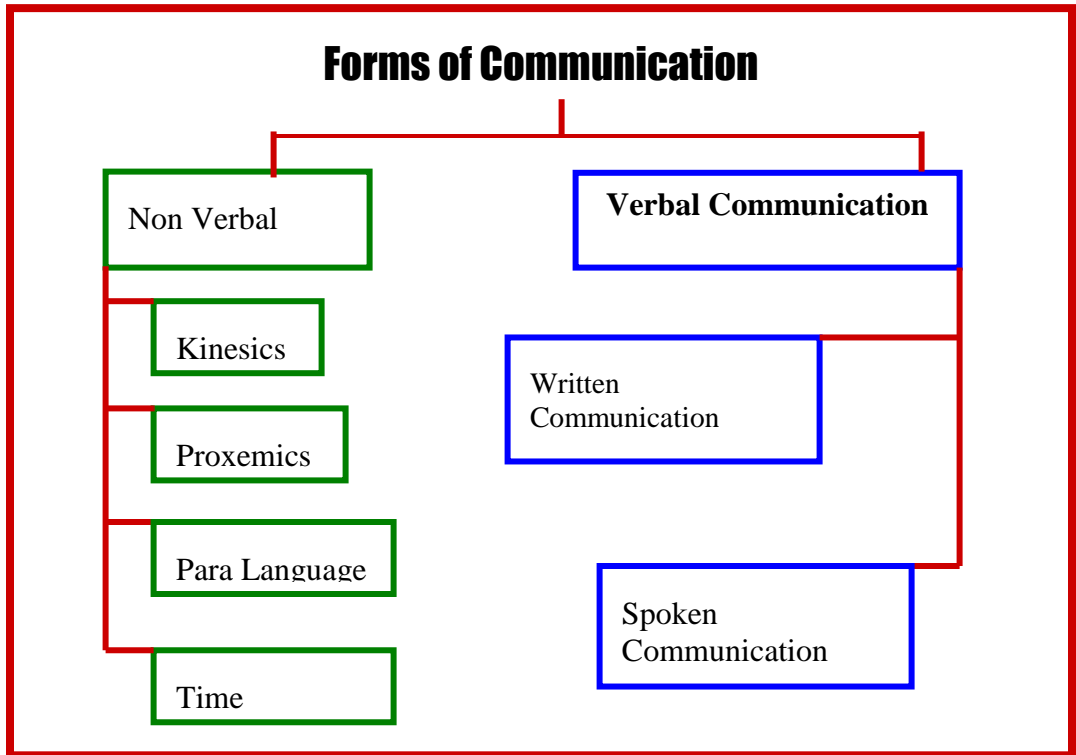 Forms of Communication
Non Verbal
Verbal Communication
Kinesics
Written
Communication
Proxemics
Para Language
Spoken
Communication
Time